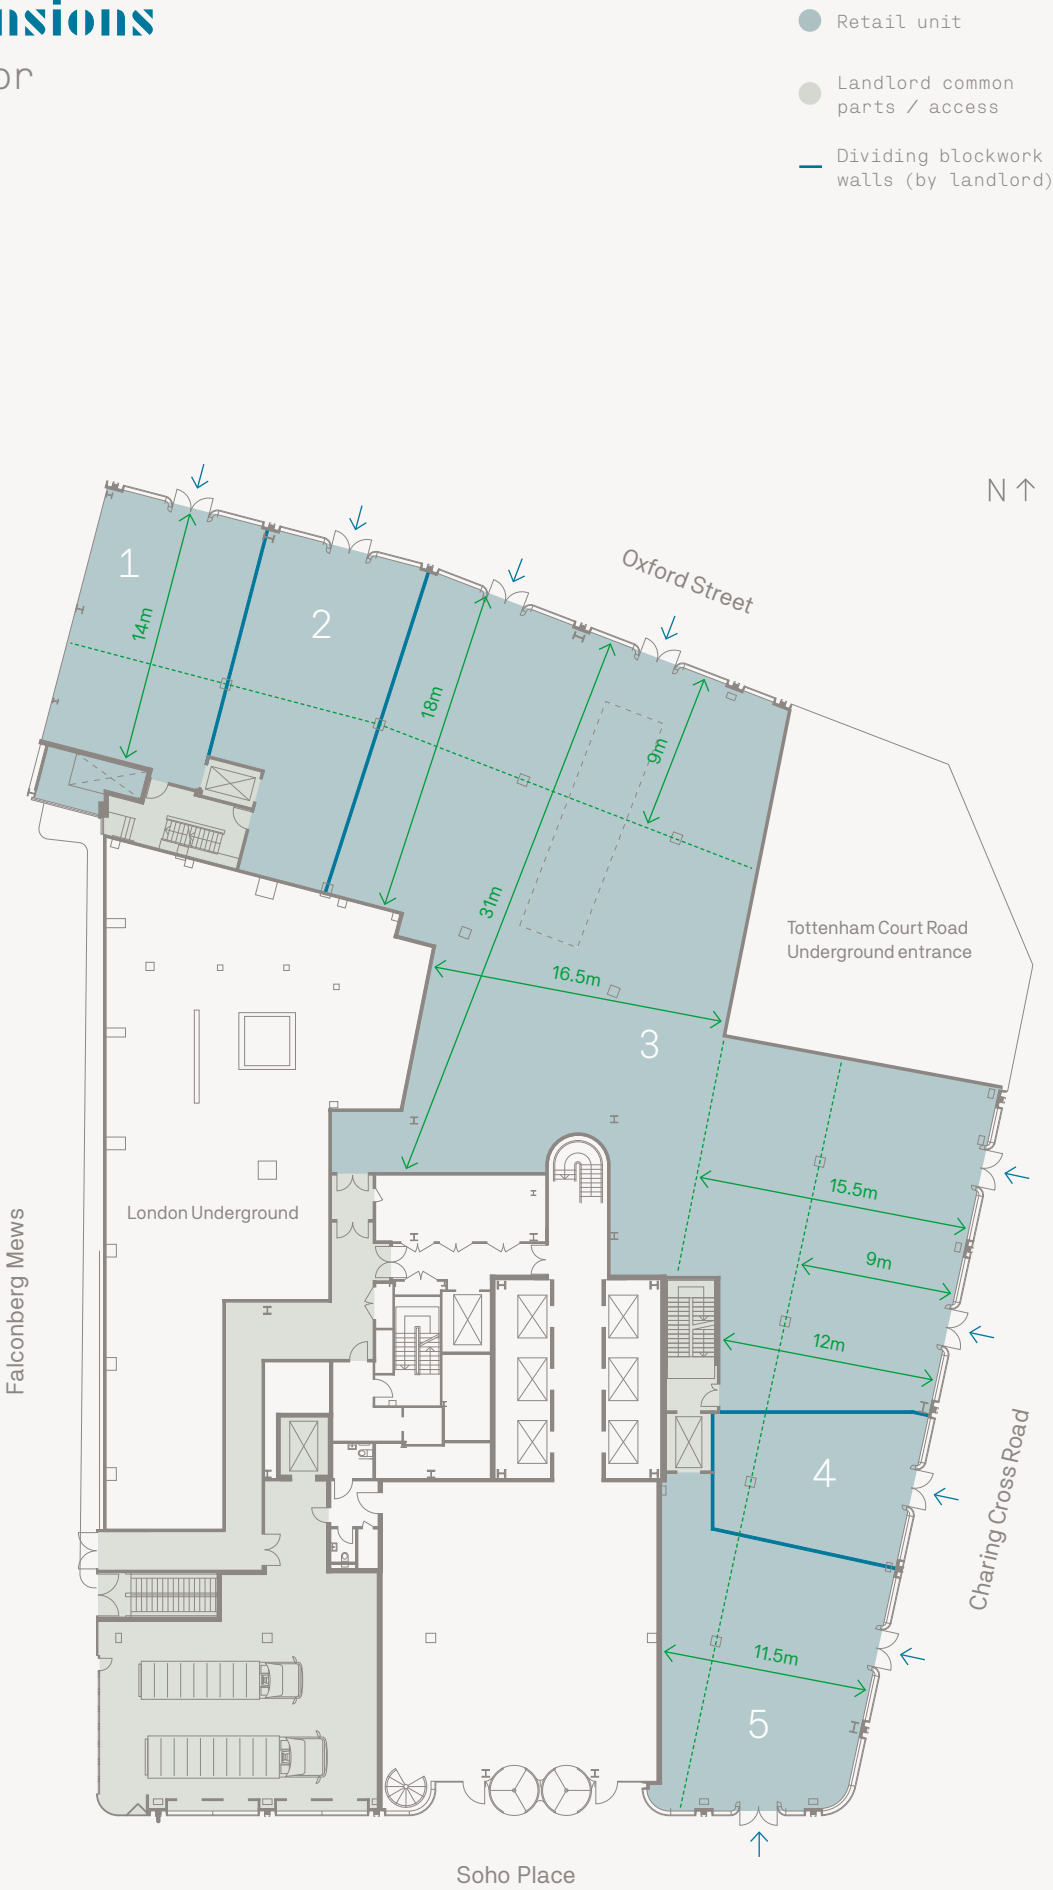 nsions
or
Retail unit
Landlord common
parts / access
Dividing blockwork
walls (by landlord)
N
Oxford Street
1
2
14m
18m
9m
31m
16.5m
3
Tottenham Court Road
Underground entrance
London Underground
Falconberg Mews
15.5m
9m
12m
4
Charing Cross Road
11.5m
5
Soho Place